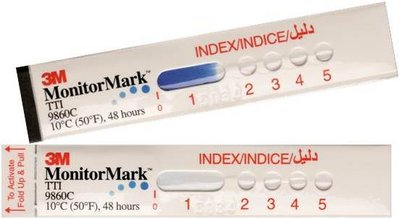 3M
MonitorMark™
TTI
9860C
10°C (50°F), 48 hours
INDEX/INDICE/دليل
0 1 2 3 4 5
To Activate
Fold Up & Pull
3M
MonitorMark™
TTI
9860C
10°C (50°F), 48 hours
INDEX/INDICE/دليل
0 1 2 3 4 5